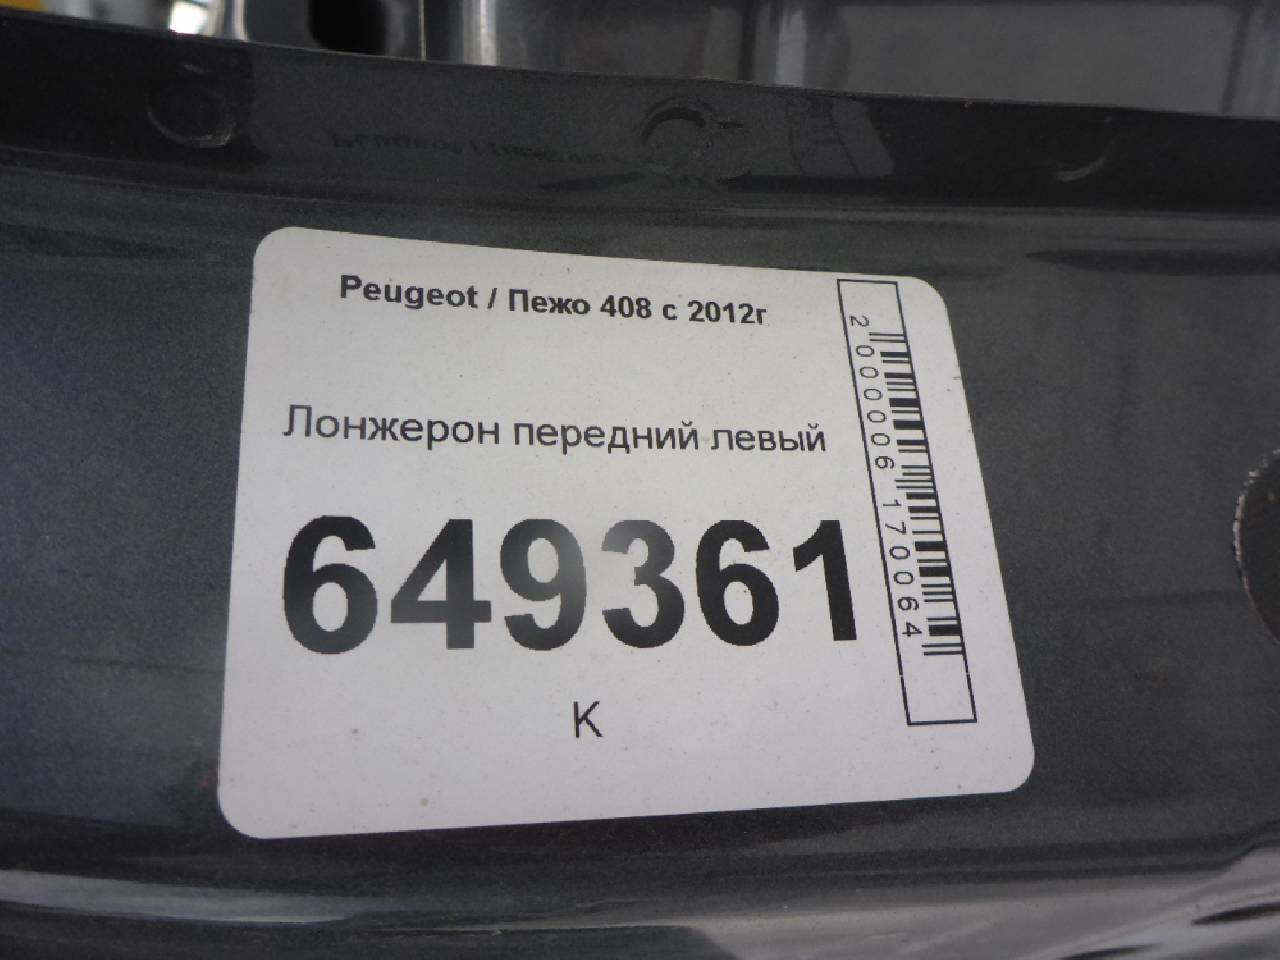 Peugeot / Пежо 408 с 2012г
Лонжерон передний левый
649361
К
2000006170064